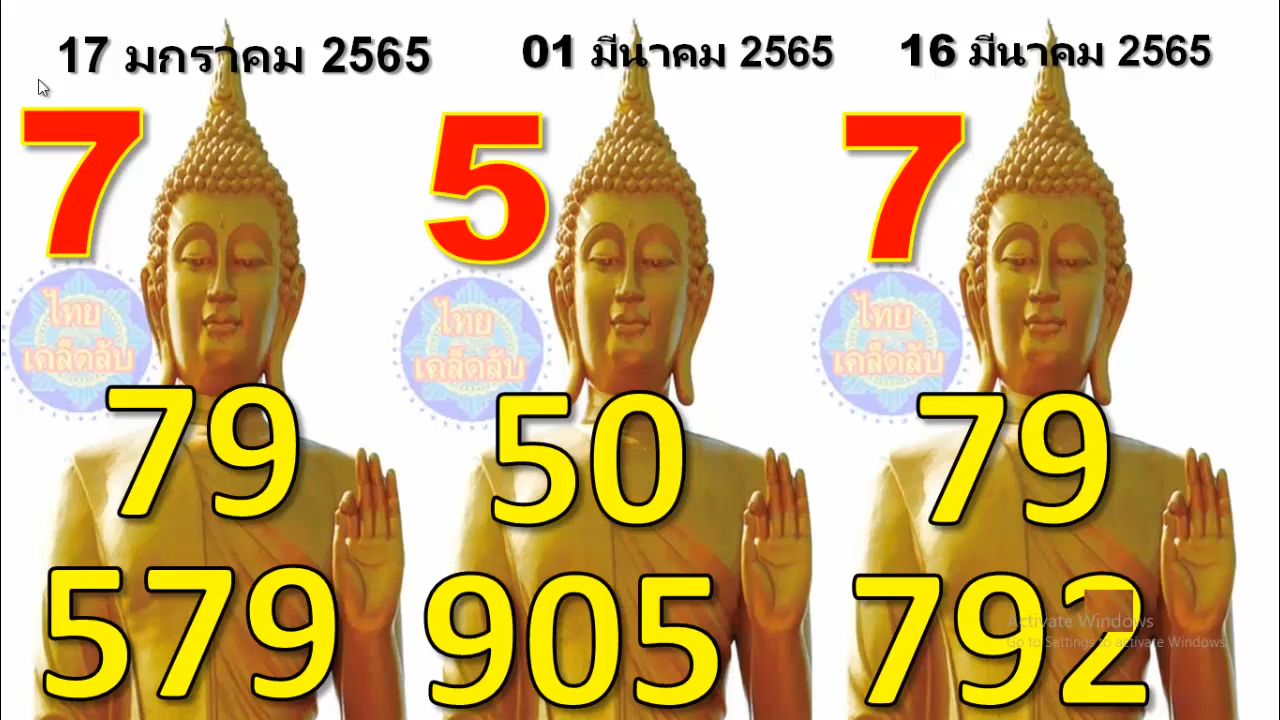 17 มกราคม 2565
7
ไทย
เคล็ดลับ
79
579
01 มีนาคม 2565
5
ไทย
เคล็ดลับ
50
905
16 มีนาคม 2565
7
ไทย
เคล็ดลับ
79
792
Activate Windows
Go to Settings to activate Windows.